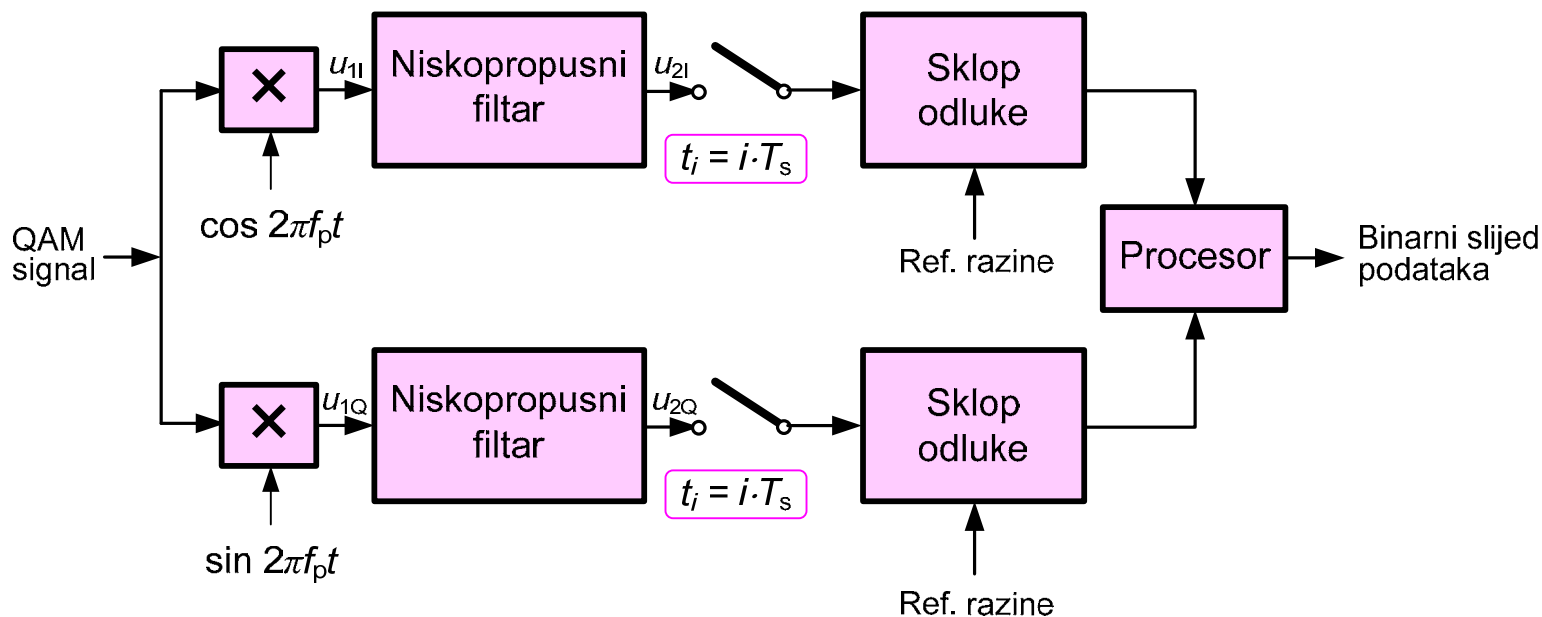 ×
u1I
Niskopropusni
filtar
u2I
ti = i·Ts
Sklop
odluke
cos 2πfpt
Ref. razine
QAM
signal
Procesor
Binarni slijed
podataka
×
u1Q
Niskopropusni
filtar
u2Q
ti = i·Ts
Sklop
odluke
sin 2πfpt
Ref. razine